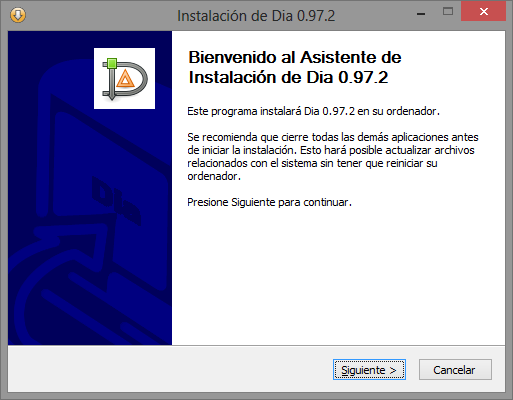 Instalación de Dia 0.97.2
Bienvenido al Asistente de
Instalación de Dia 0.97.2
Este programa instalará Dia 0.97.2 en su ordenador.
Se recomienda que cierre todas las demás aplicaciones antes
de iniciar la instalación. Esto hará posible actualizar archivos
relacionados con el sistema sin tener que reiniciar su
ordenador.
Presione Siguiente para continuar.
DIA
Siguiente >
Cancelar